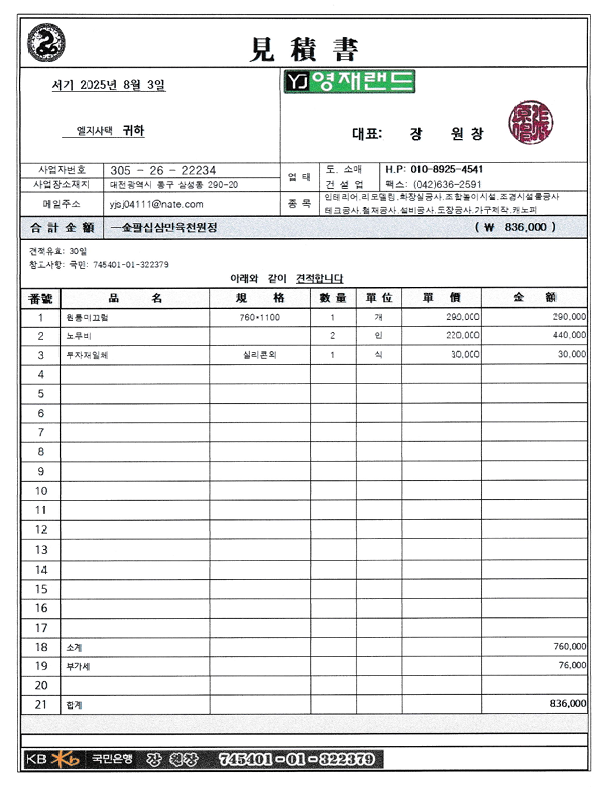 見積書
서기 2025년 8월 3일
YJ 영재랜드
엘지사택 귀하
대표: 장 원창
사업자번호 305 - 26 - 22234
사업장소재지 대전광역시 동구 삼성동 290-20
업태 도. 소매 H.P: 010-8925-4541
건설업 팩스: (042)636-2591
메일주소 yjsj04111@nate.com
종목 인테리어.리모델링.화장실공사.조합놀이시설.조경시설물공사
테크공사.철재공사.설비공사.도장공사.가구제작.캐노피
合計金額 一金팔십삼만육천원정 (₩ 836,000 )
견적유효: 30일
참고사항: 국민: 745401-01-322379
아래와 같이 견적합니다
番號 品名 規格 數量 單位 單價 金額
1 원통미끄럼 760*1100 1 개 290,000 290,000
2 노무비 2 인 220,000 440,000
3 부자재일체 실리콘외 1 식 30,000 30,000
4
5
6
7
8
9
10
11
12
13
14
15
16
17
18 소계 760,000
19 부가세 76,000
20
21 합계 836,000
KB 국민은행 장 원창 745401-01-322379